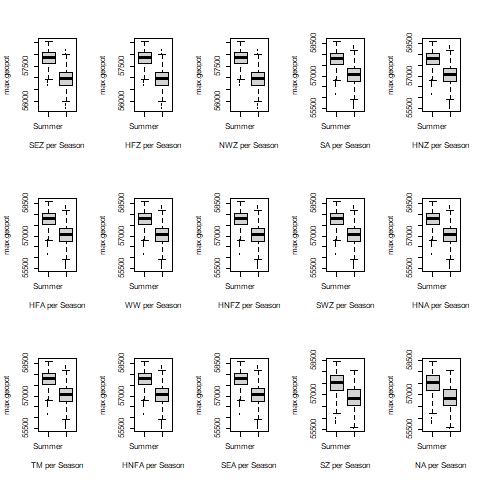 max.geopot
57500
56000
Summer
SEZ per Season
max.geopot
57500
56000
Summer
HFZ per Season
max.geopot
57500
56000
Summer
NWZ per Season
max.geopot
58500
57000
55500
Summer
SA per Season
max.geopot
58500
57000
55500
Summer
HNZ per Season
max.geopot
58500
57000
55500
Summer
HFA per Season
max.geopot
58500
57000
55500
Summer
WW per Season
max.geopot
58500
57000
55500
Summer
HNFZ per Season
max.geopot
58500
57000
55500
Summer
SWZ per Season
max.geopot
58500
57000
55500
Summer
HNA per Season
max.geopot
58500
57000
55500
Summer
TM per Season
max.geopot
58500
57000
55500
Summer
HNFA per Season
max.geopot
58500
57000
55500
Summer
SEA per Season
max.geopot
58500
57000
55500
Summer
SZ per Season
max.geopot
58500
57000
55500
Summer
NA per Season